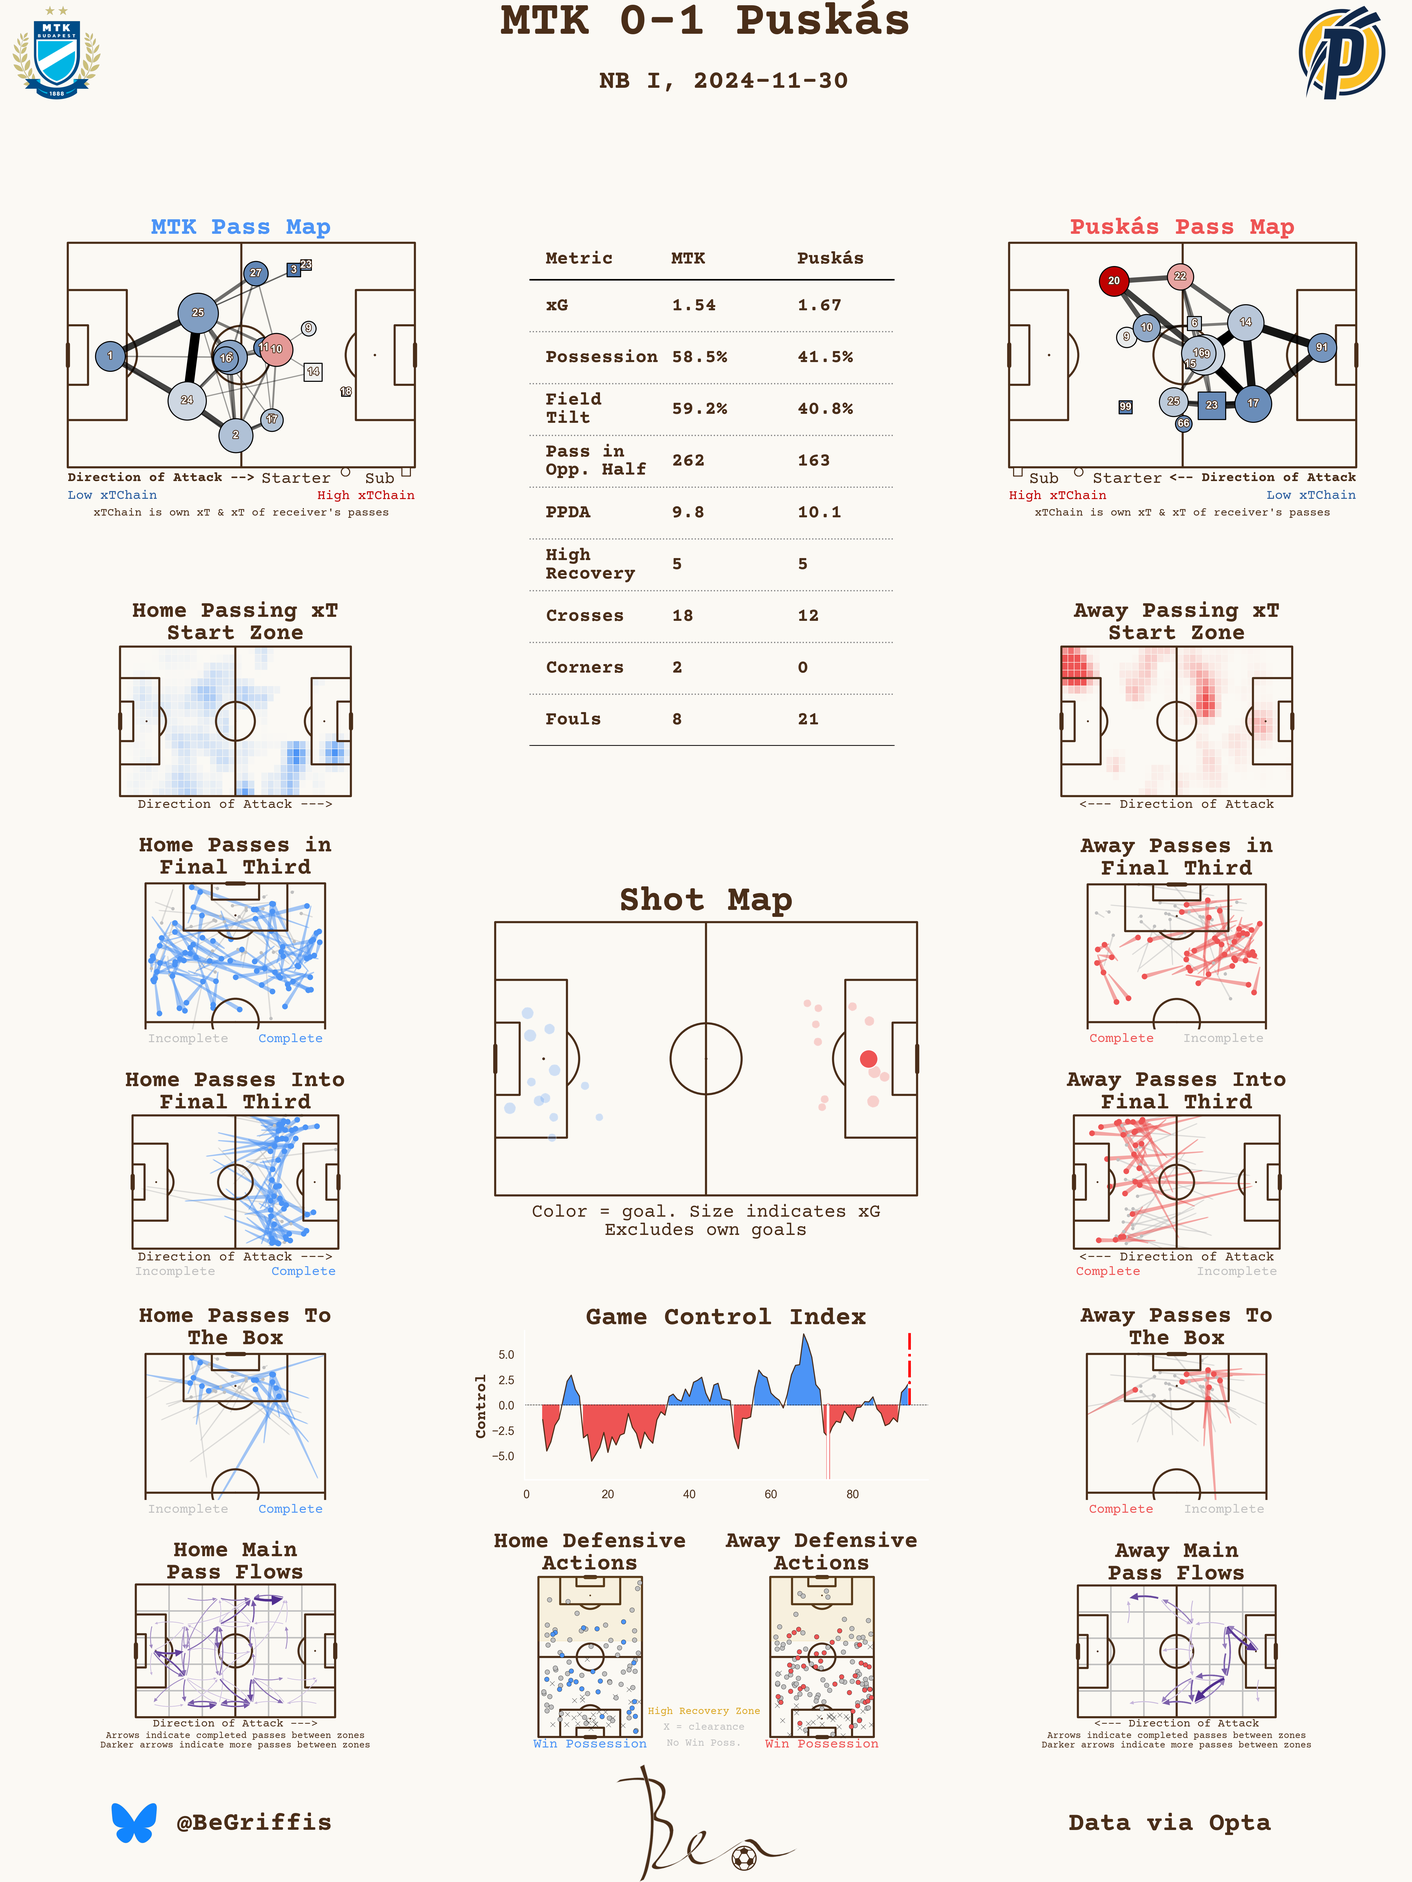 MTK 0-1 Puskás
NB I, 2024-11-30
MTK
BUDAPEST
1888
P
MTK Pass Map
27
3
23
25
9
1
16
11
10
14
18
24
17
2
Direction of Attack --> Starter Sub
Low xTChain High xTChain
xTChain is own xT & xT of receiver's passes
Metric MTK Puskás
xG 1.54 1.67
Possession 58.5% 41.5%
Field
Tilt 59.2% 40.8%
Pass in
Opp. Half 262 163
PPDA 9.8 10.1
High
Recovery 5 5
Crosses 18 12
Corners 2 0
Fouls 8 21
Puskás Pass Map
20
22
10
6
14
9
91
15
25
23
17
99
66
Sub Starter <-- Direction of Attack
High xTChain Low xTChain
xTChain is own xT & xT of receiver's passes
Home Passing xT
Start Zone
Direction of Attack --->
Away Passing xT
Start Zone
<--- Direction of Attack
Home Passes in
Final Third
Incomplete Complete
Away Passes in
Final Third
Complete Incomplete
Shot Map
Color = goal. Size indicates xG
Excludes own goals
Home Passes Into
Final Third
Direction of Attack --->
Incomplete Complete
Away Passes Into
Final Third
<--- Direction of Attack
Complete Incomplete
Home Passes To
The Box
Incomplete Complete
Game Control Index
Control
5.0
2.5
0.0
−2.5
−5.0
0 20 40 60 80
Away Passes To
The Box
Complete Incomplete
Home Main
Pass Flows
Direction of Attack --->
Arrows indicate completed passes between zones
Darker arrows indicate more passes between zones
Home Defensive
Actions
Win Possession
High Recovery Zone
X = clearance
No Win Poss.
Away Defensive
Actions
Win Possession
Away Main
Pass Flows
<--- Direction of Attack
Arrows indicate completed passes between zones
Darker arrows indicate more passes between zones
@BeGriffis
Ben
Data via Opta